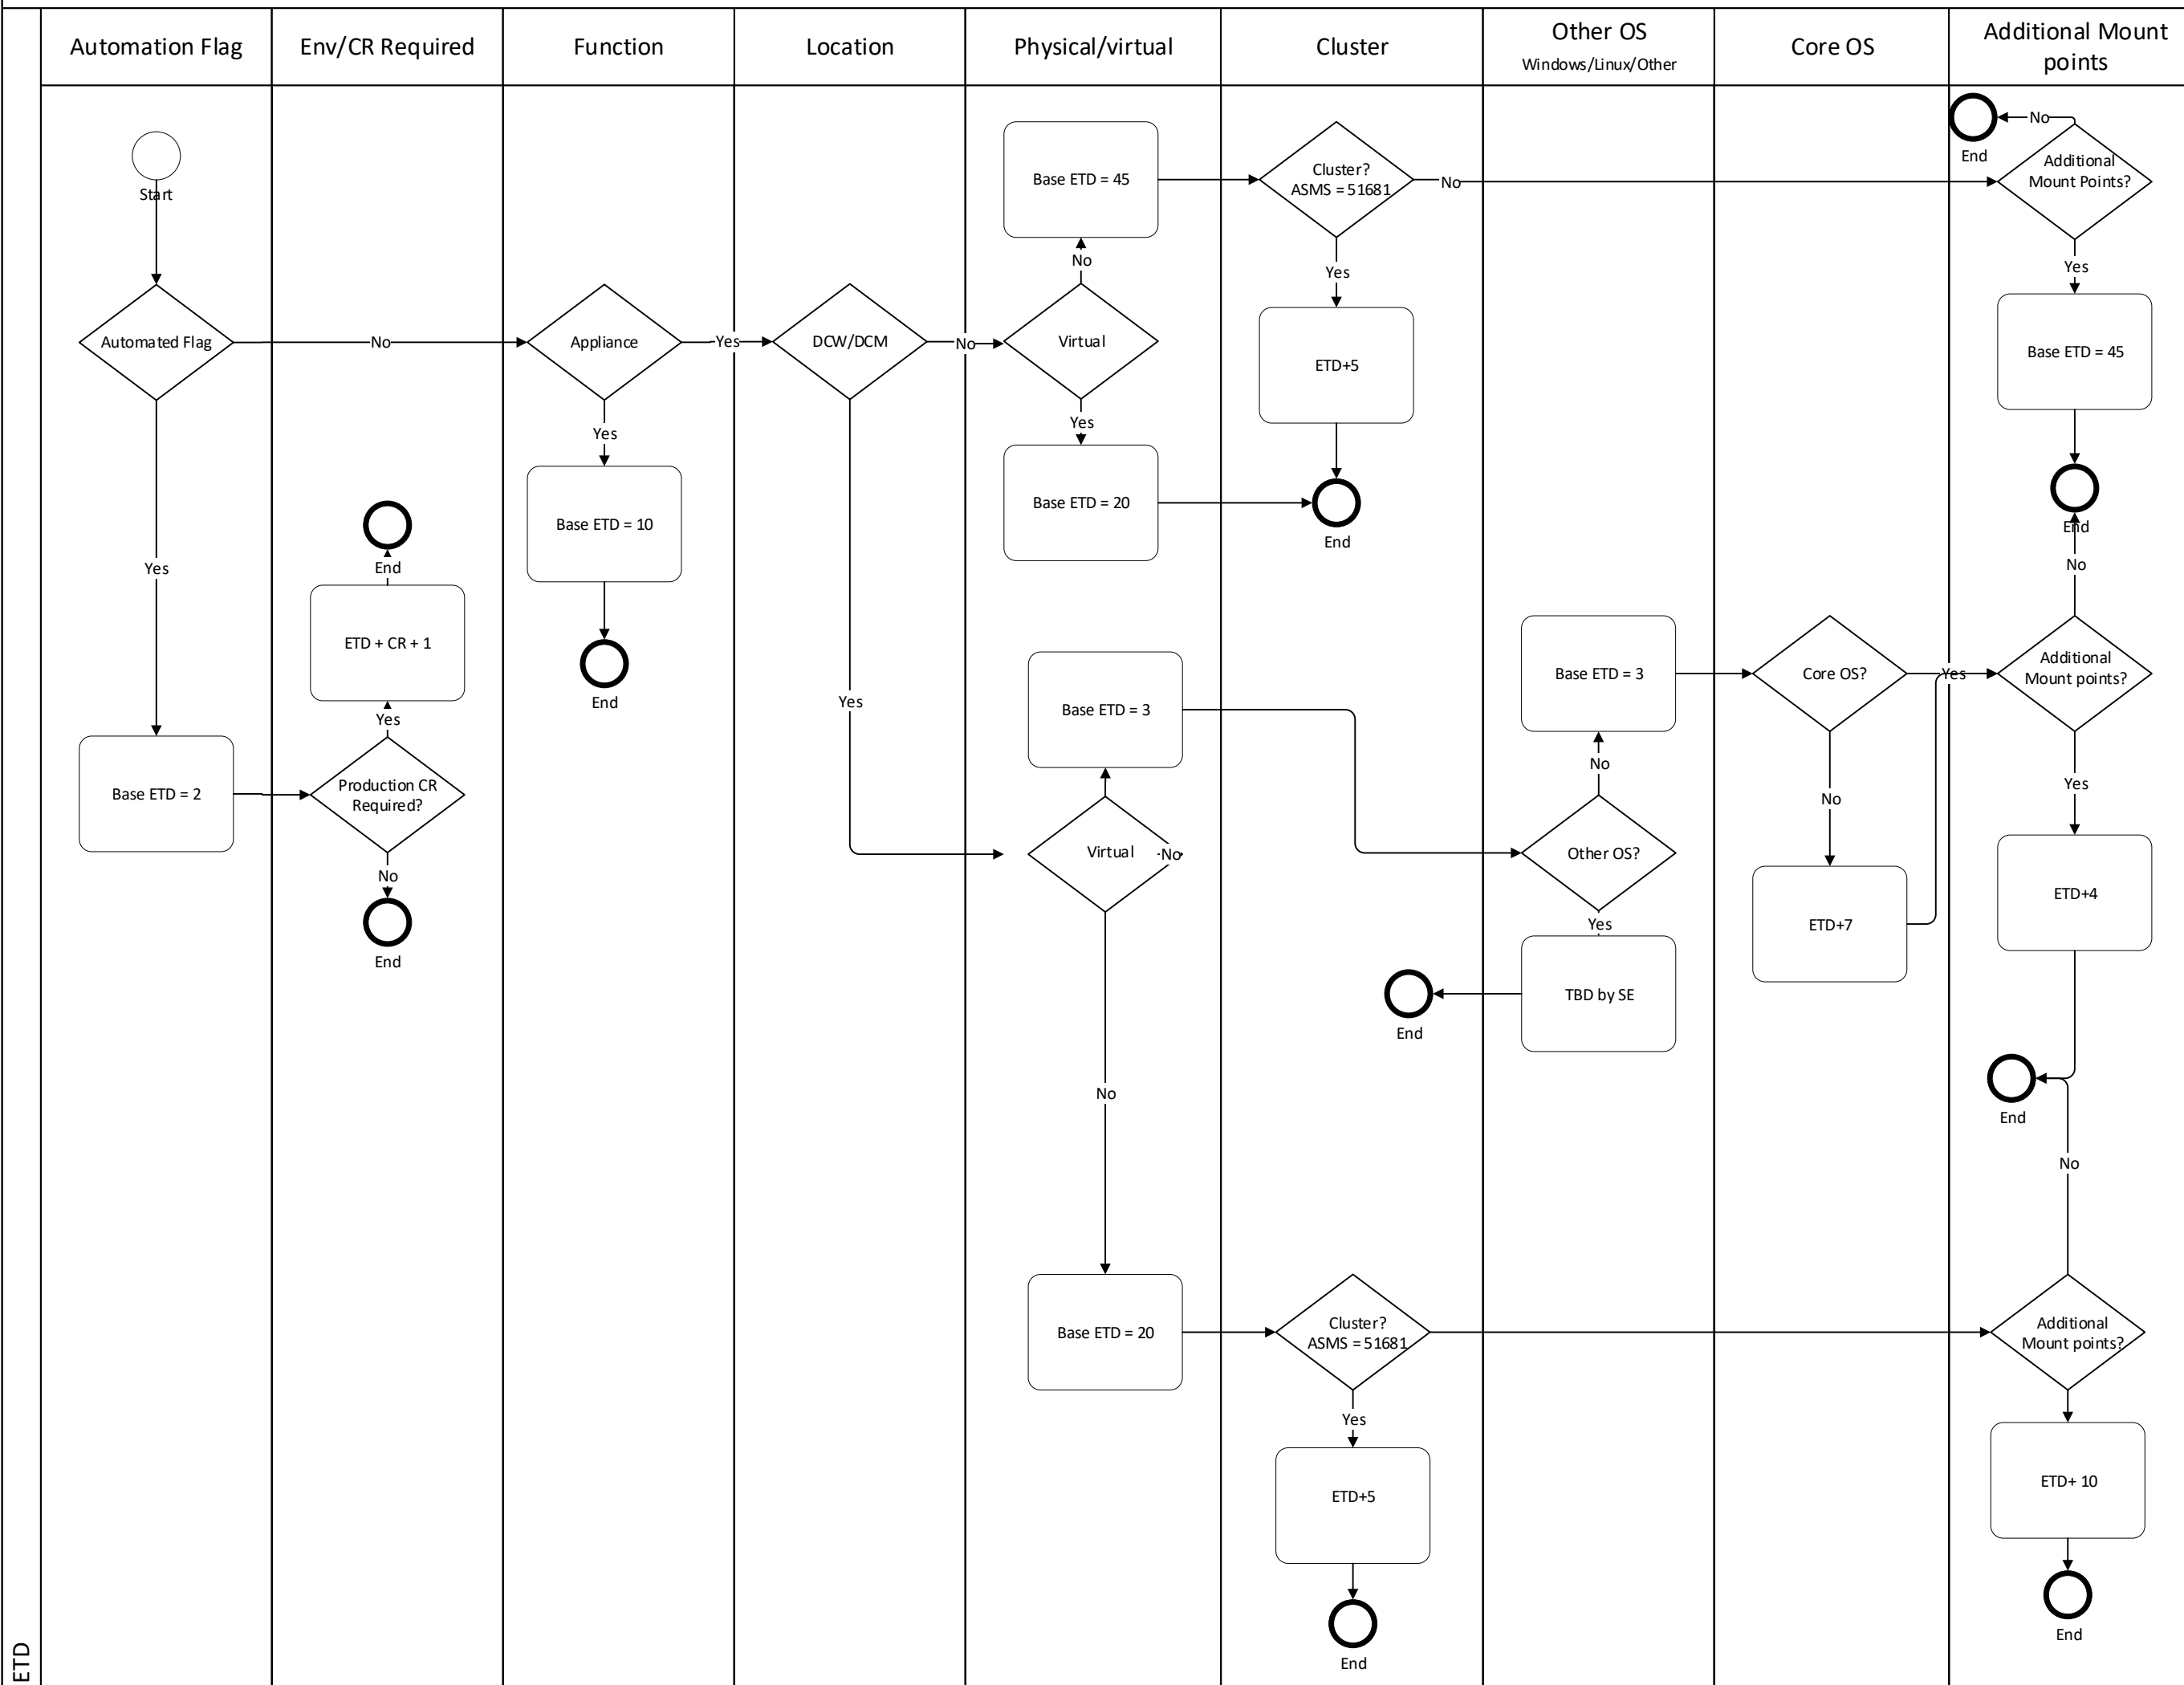 Automation Flag
Env/CR Required
Function
Location
Physical/virtual
Cluster
Other OS
Windows/Linux/Other
Core OS
Additional Mount
points
Start
Automated Flag
No
Yes
Base ETD = 2
End
ETD + CR + 1
Yes
Production CR
Required?
No
End
Appliance
Yes
Yes
Base ETD = 10
End
DCW/DCM
No
Yes
Base ETD = 45
No
Virtual
Yes
Base ETD = 20
Base ETD = 3
Virtual
No
No
Base ETD = 20
Cluster?
ASMS = 51681
No
Yes
ETD+5
End
Cluster?
ASMS = 51681
Yes
ETD+5
End
Base ETD = 3
No
Other OS?
Yes
TBD by SE
End
Core OS?
Yes
No
ETD+7
No
End
Additional
Mount Points?
Yes
Base ETD = 45
End
No
Additional
Mount points?
Yes
ETD+4
End
No
Additional
Mount points?
ETD+ 10
End
ETD